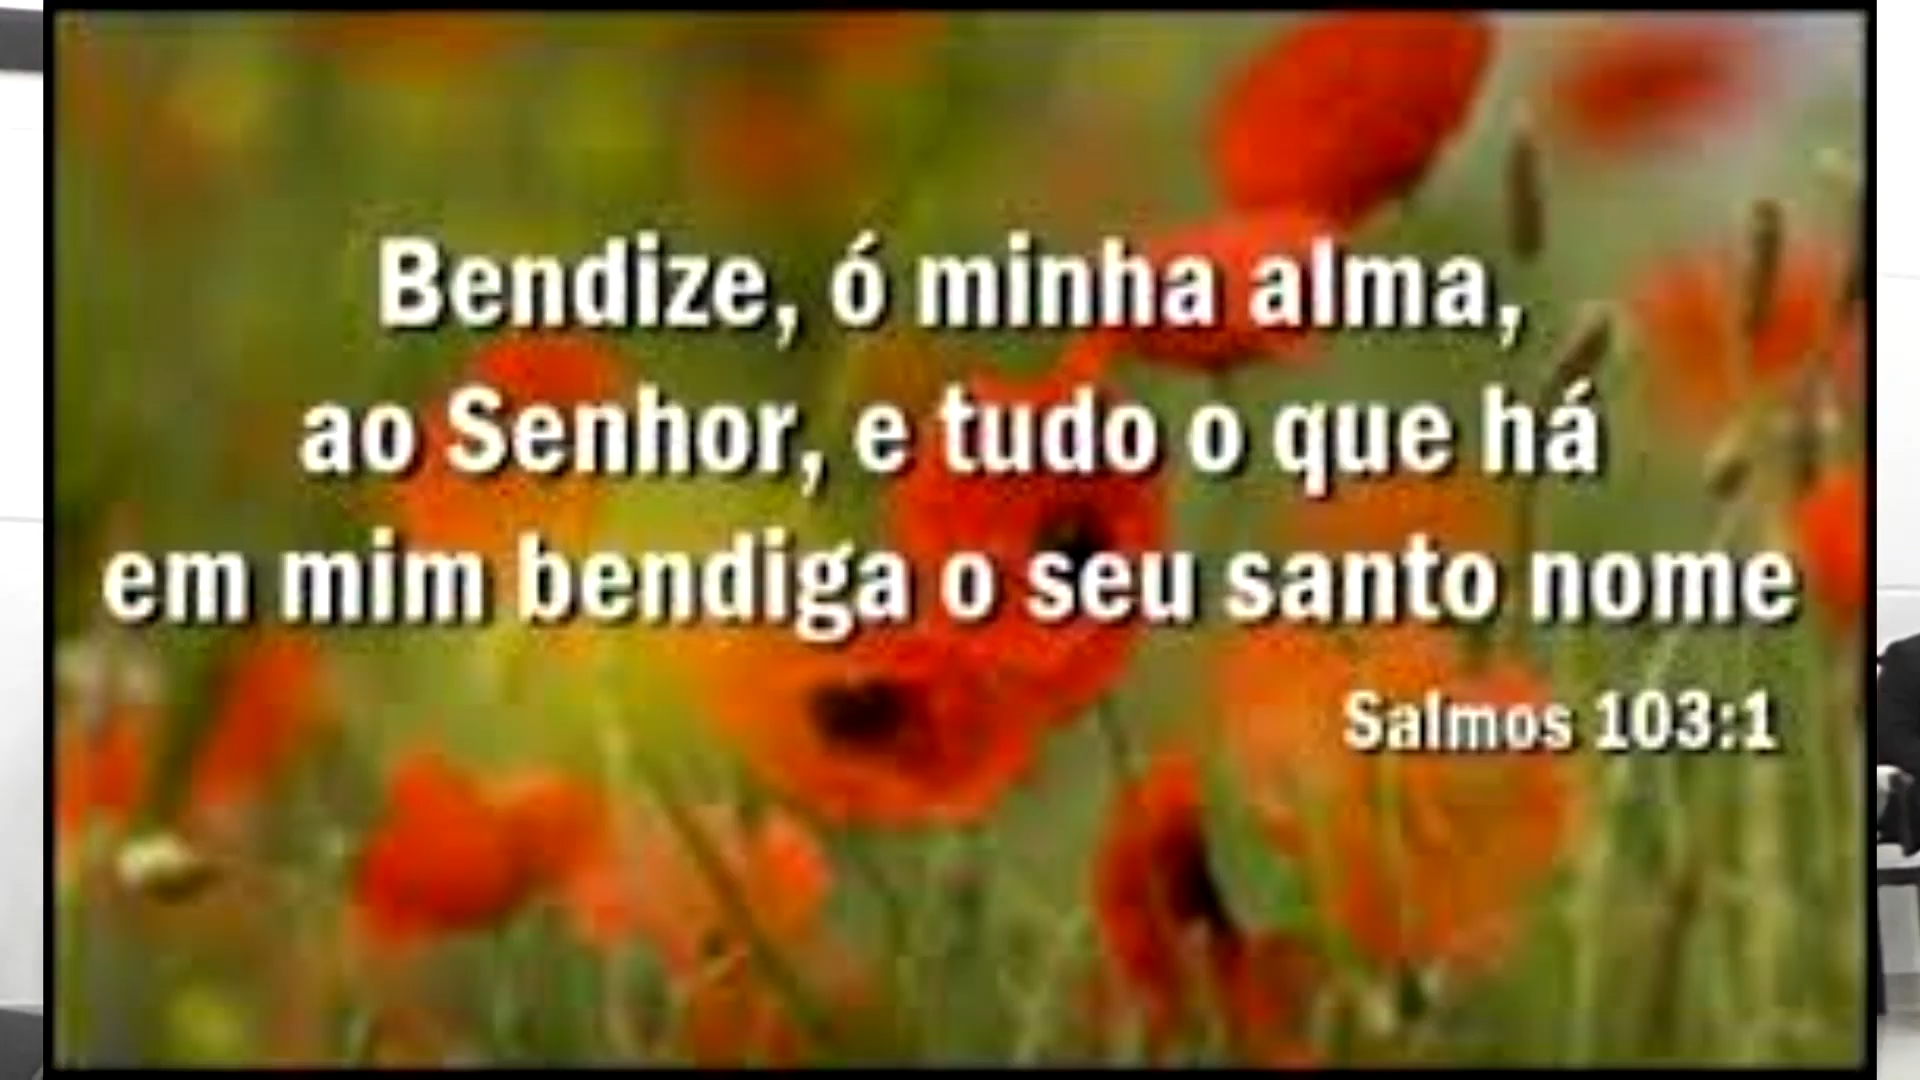 Bendize, ó minha alma,
ao Senhor, e tudo o que há
em mim bendiga o seu santo nome
Salmos 103:1